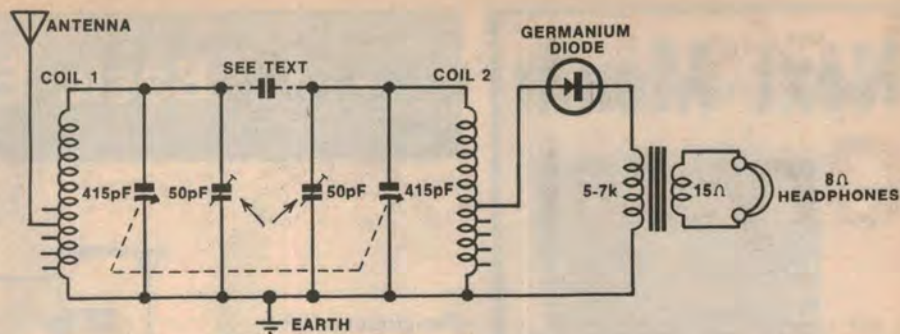 ANTENNA
GERMANIUM
DIODE
COIL 1
SEE TEXT
COIL 2
415pF
50pF
50pF
415pF
5-7k
15Ω
8Ω
HEADPHONES
EARTH